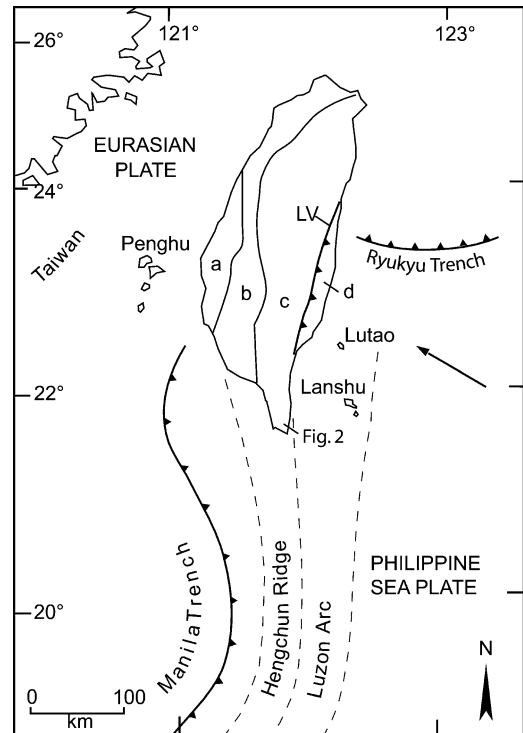 121°
123°
26°
EURASIAN
PLATE
24°
LV
Taiwan
Penghu
a
b
c
d
Ryukyu Trench
Lutao
22°
Lanshu
Fig. 2
Manila Trench
Hengchun Ridge
Luzon Arc
PHILIPPINE
SEA PLATE
20°
N
0
100
km